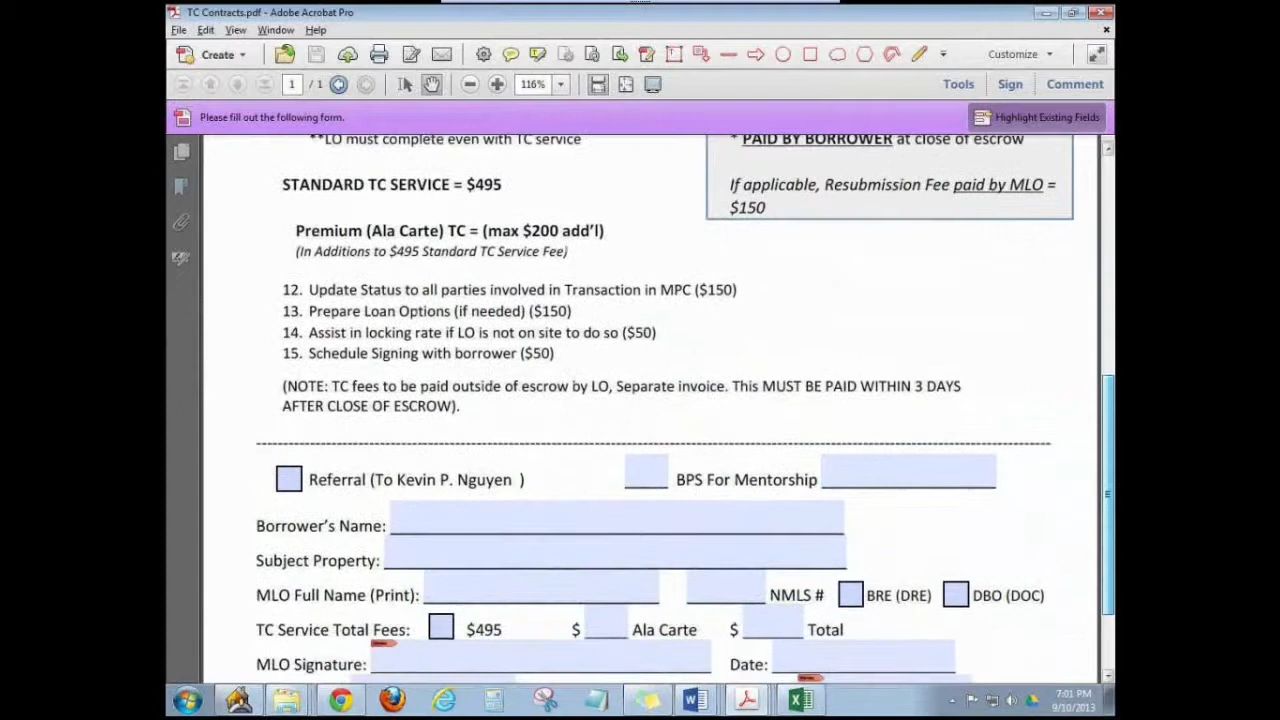 TC Contracts.pdf - Adobe Acrobat Pro
File Edit View Window Help
Create Customize
1 / 1 116% Tools Sign Comment
Please fill out the following form. Highlight Existing Fields
**LO must complete even with TC service
* PAID BY BORROWER at close of escrow
STANDARD TC SERVICE = $495
If applicable, Resubmission Fee paid by MLO =
$150
Premium (Ala Carte) TC = (max $200 add'l)
(In Additions to $495 Standard TC Service Fee)
12. Update Status to all parties involved in Transaction in MPC ($150)
13. Prepare Loan Options (if needed) ($150)
14. Assist in locking rate if LO is not on site to do so ($50)
15. Schedule Signing with borrower ($50)
(NOTE: TC fees to be paid outside of escrow by LO, Separate invoice. This MUST BE PAID WITHIN 3 DAYS
AFTER CLOSE OF ESCROW).
Referral (To Kevin P. Nguyen ) BPS For Mentorship
Borrower's Name:
Subject Property:
MLO Full Name (Print): NMLS # BRE (DRE) DBO (DOC)
TC Service Total Fees: $495 $ Ala Carte $ Total
MLO Signature: Date:
7:01 PM
9/10/2013